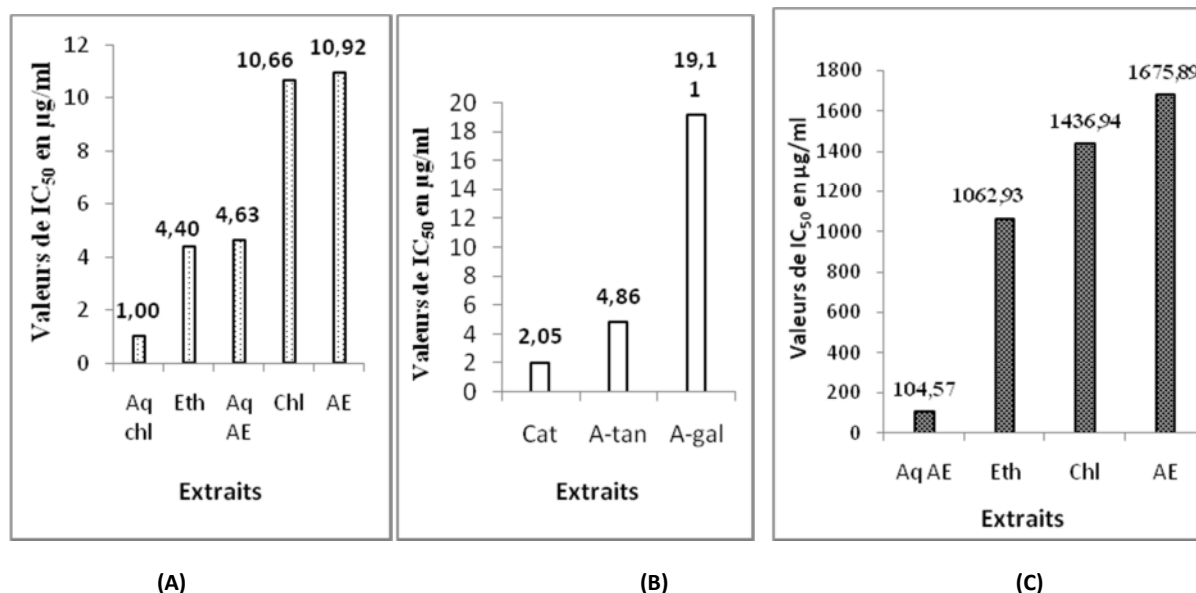 Valeurs de IC50 en µg/ml
12
10
8
6
4
2
0
1,00
4,40
4,63
10,66
10,92
Aq chl
Eth
Aq AE
Chl
AE
Extraits
(A)
Valeurs de IC50 en µg/ml
20
18
16
14
12
10
8
6
4
2
0
2,05
4,86
19,1
1
Cat
A-tan
A-gal
Extraits
(B)
Valeurs de IC50 en µg/ml
1800
1600
1400
1200
1000
800
600
400
200
0
104,57
1062,93
1436,94
1675,89
Aq AE
Eth
Chl
AE
Extraits
(C)